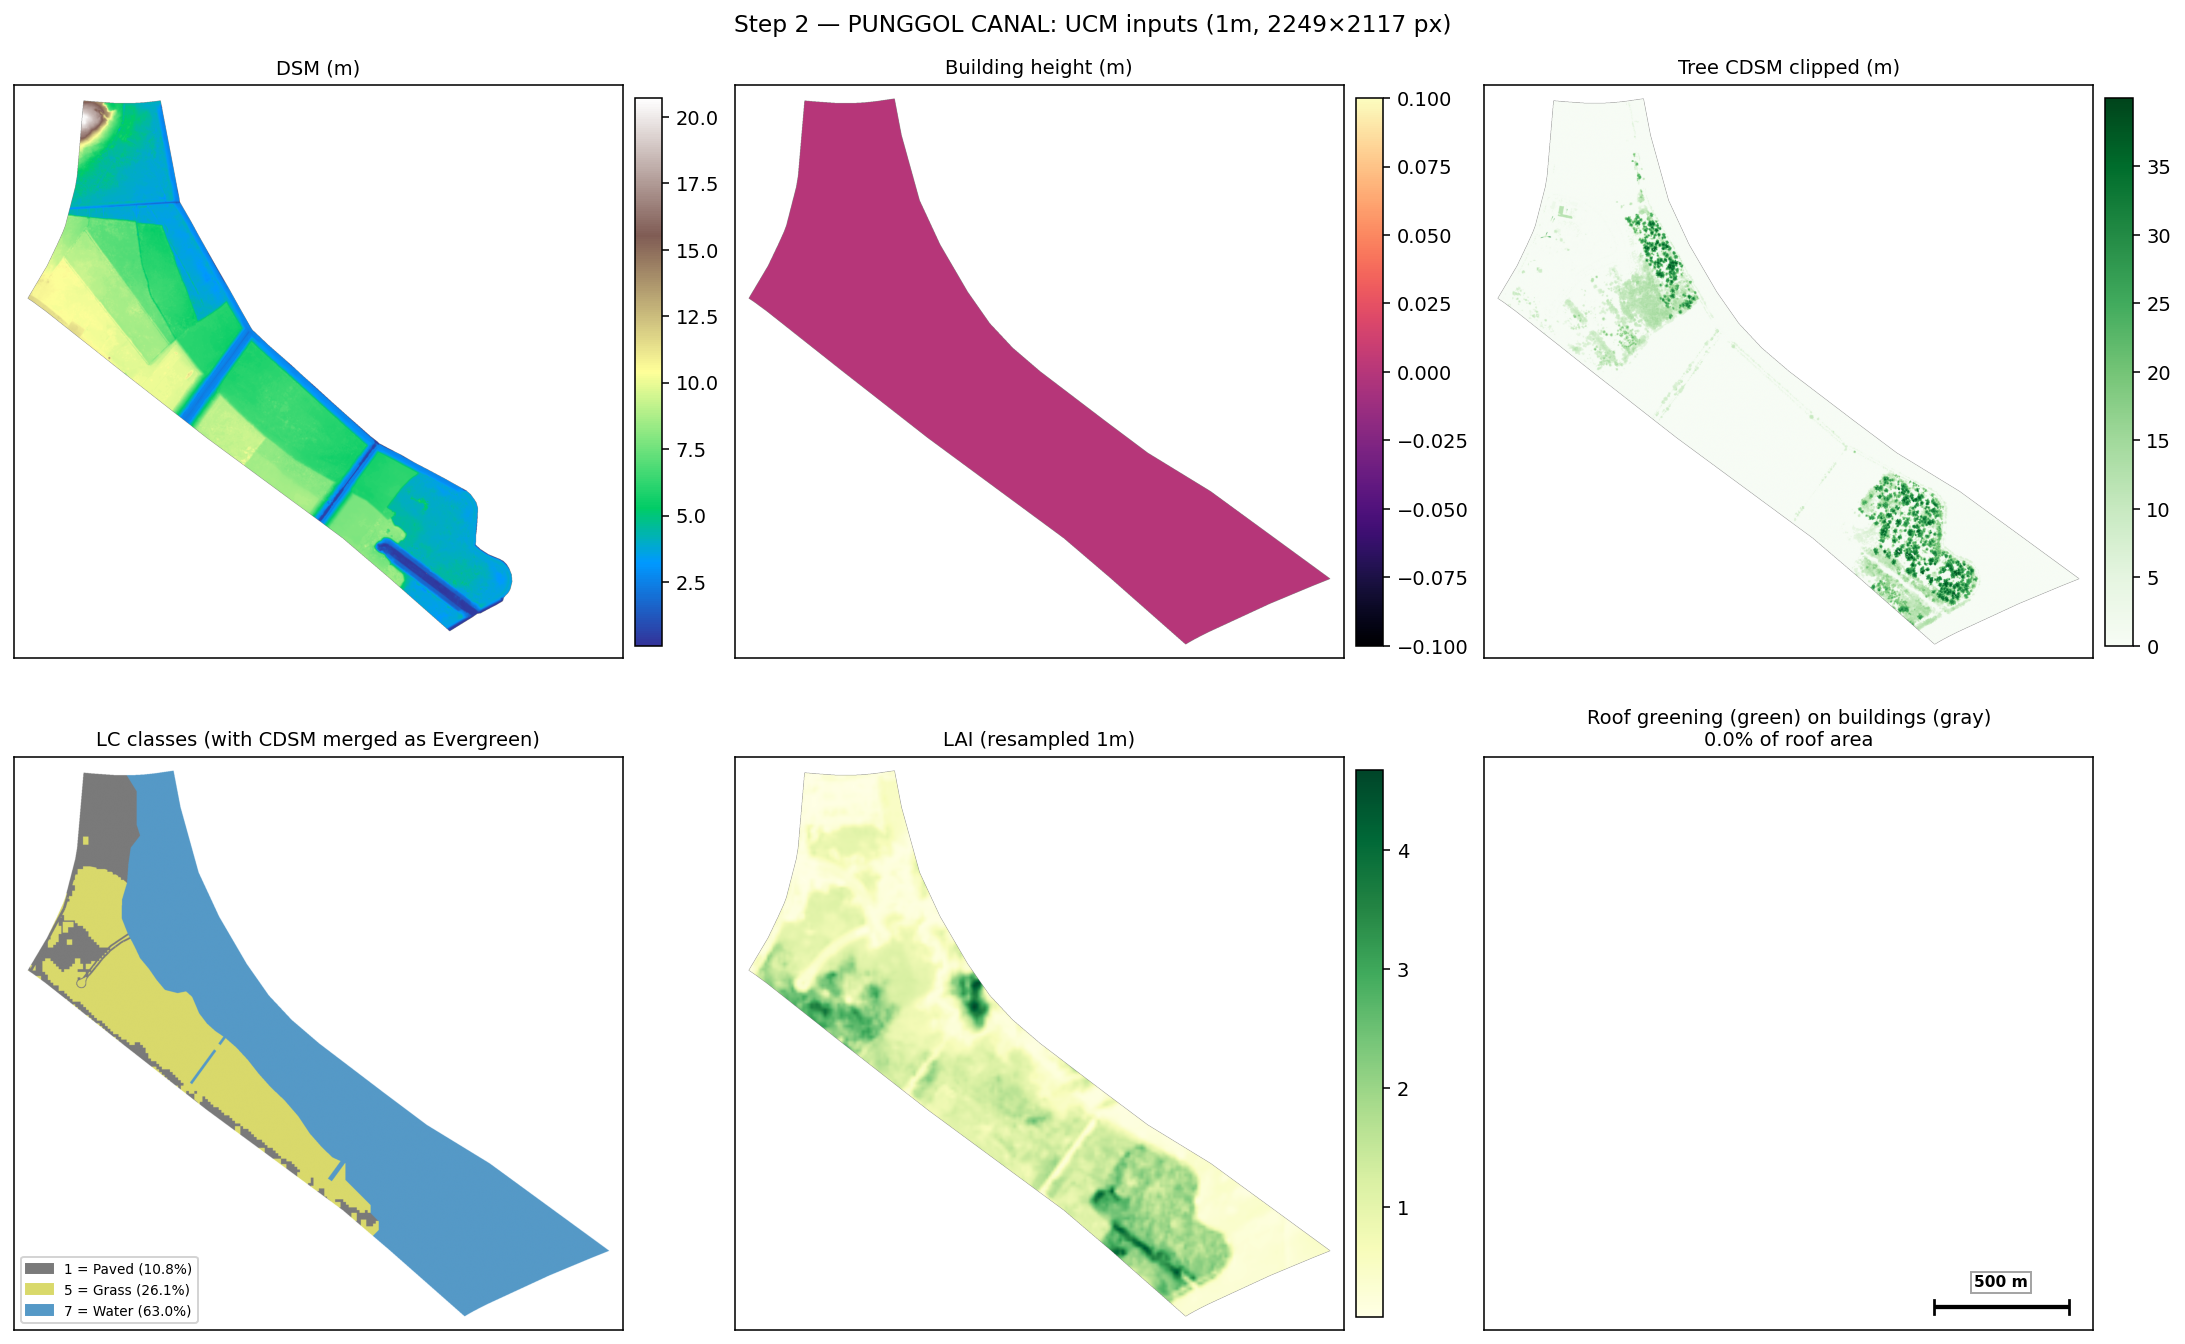 Step 2 — PUNGGOL CANAL: UCM inputs (1m, 2249×2117 px)
DSM (m)
20.0
17.5
15.0
12.5
10.0
7.5
5.0
2.5
Building height (m)
0.100
0.075
0.050
0.025
0.000
−0.025
−0.050
−0.075
−0.100
Tree CDSM clipped (m)
35
30
25
20
15
10
5
0
LC classes (with CDSM merged as Evergreen)
1 = Paved (10.8%)
5 = Grass (26.1%)
7 = Water (63.0%)
LAI (resampled 1m)
4
3
2
1
Roof greening (green) on buildings (gray)
0.0% of roof area
500 m